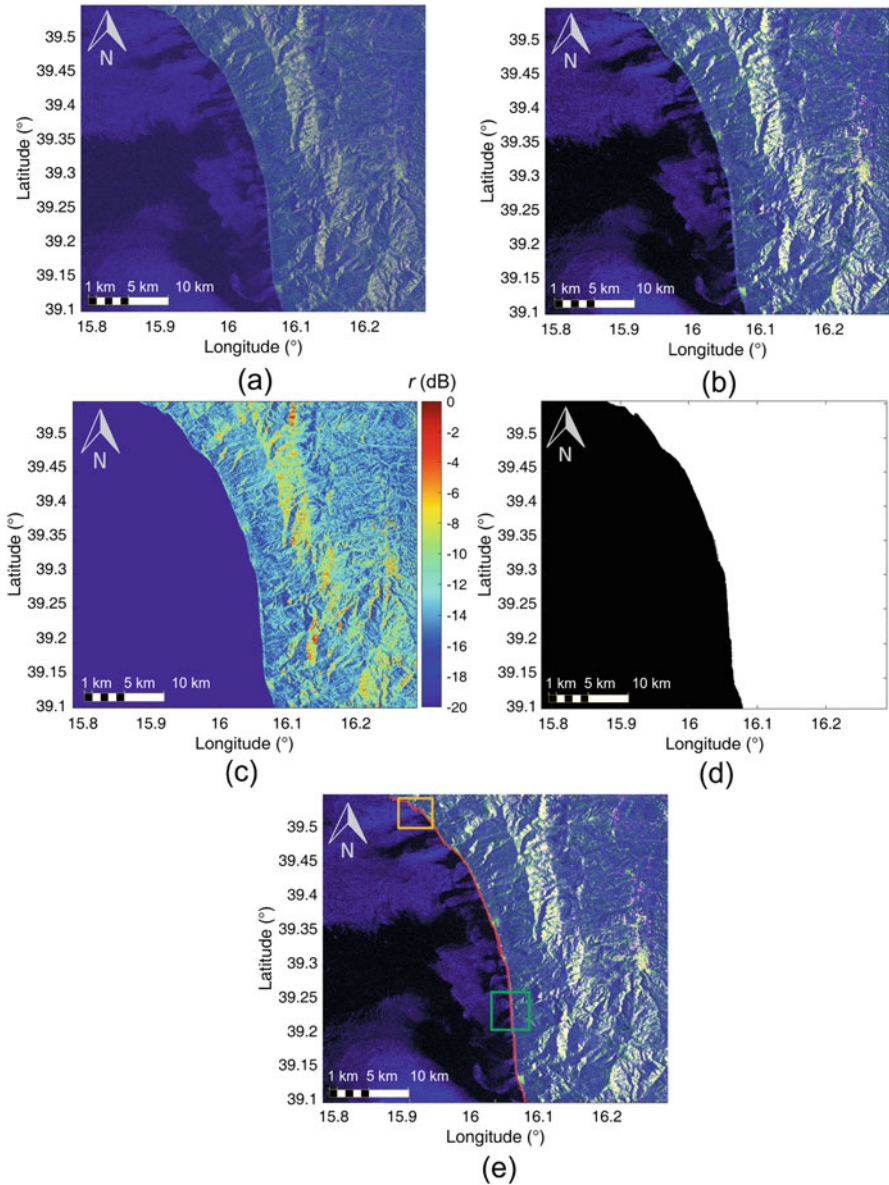 N
39.5
39.45
39.4
39.35
39.3
39.25
39.2
39.15
39.1
Latitude (°)
1 km 5 km 10 km
15.8 15.9 16 16.1 16.2
Longitude (°)
(a)
N
39.5
39.45
39.4
39.35
39.3
39.25
39.2
39.15
39.1
Latitude (°)
1 km 5 km 10 km
15.8 15.9 16 16.1 16.2
Longitude (°)
(b)
r (dB)
0
-2
-4
-6
-8
-10
-12
-14
-16
-18
-20
N
39.5
39.45
39.4
39.35
39.3
39.25
39.2
39.15
39.1
Latitude (°)
1 km 5 km 10 km
15.8 15.9 16 16.1 16.2
Longitude (°)
(c)
N
39.5
39.45
39.4
39.35
39.3
39.25
39.2
39.15
39.1
Latitude (°)
1 km 5 km 10 km
15.8 15.9 16 16.1 16.2
Longitude (°)
(d)
N
39.5
39.45
39.4
39.35
39.3
39.25
39.2
39.15
39.1
Latitude (°)
1 km 5 km 10 km
15.8 15.9 16 16.1 16.2
Longitude (°)
(e)